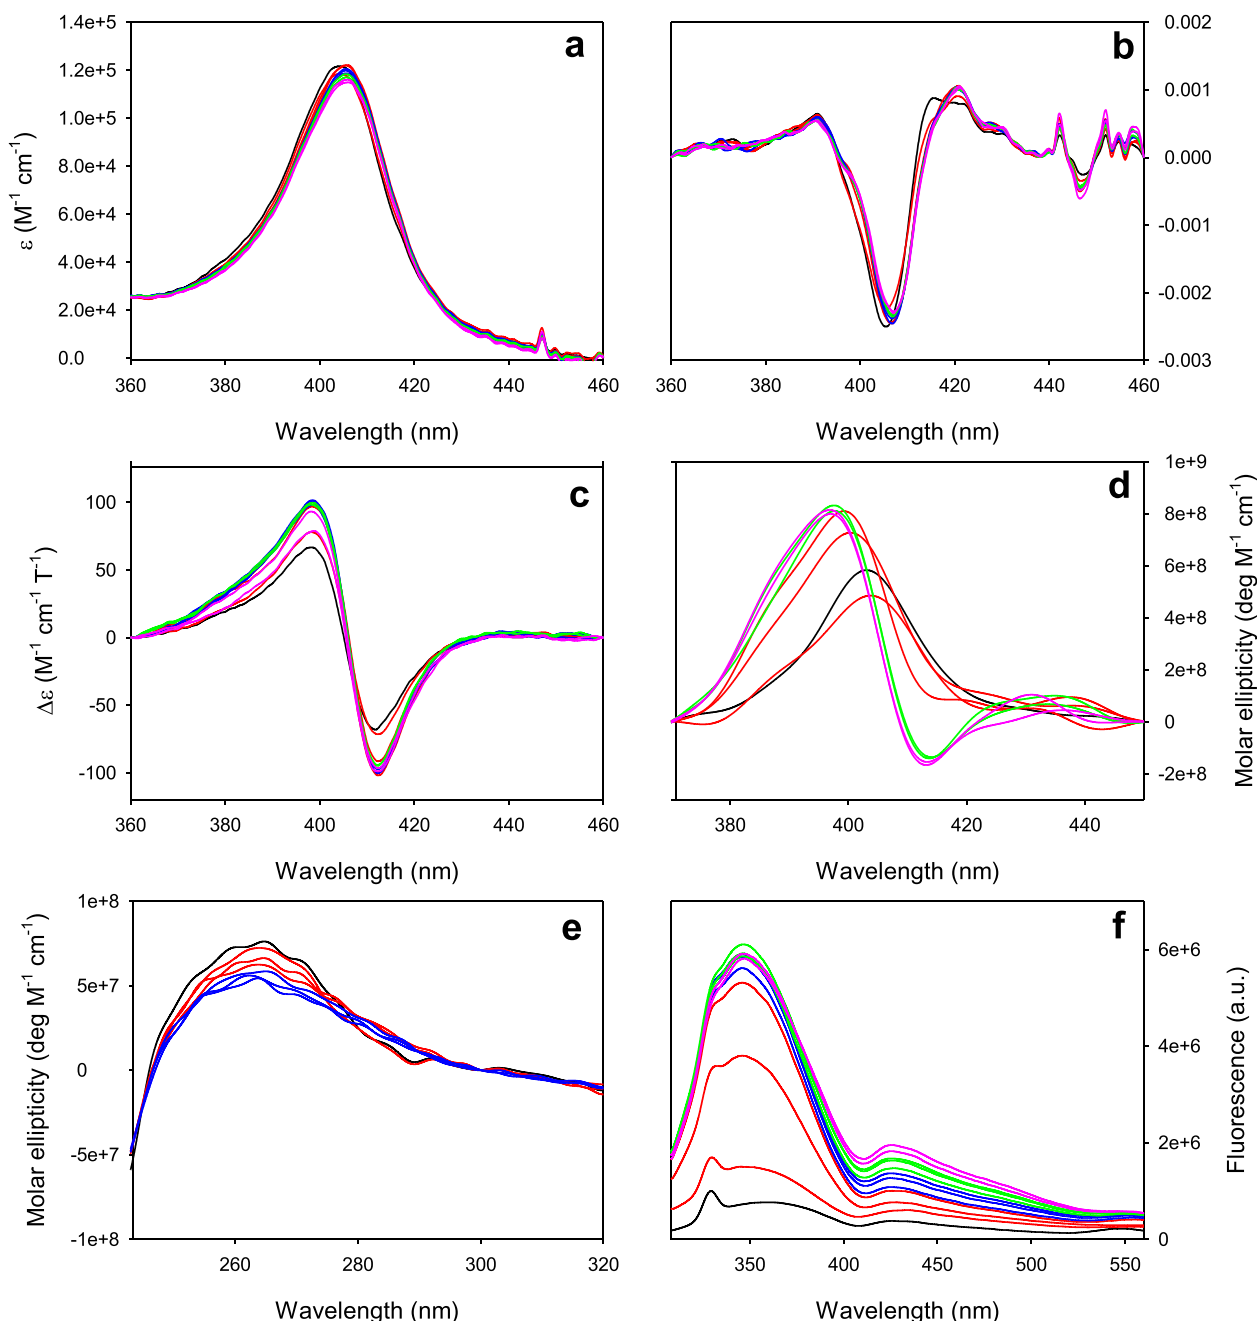 a
1.4e+5
1.2e+5
1.0e+5
8.0e+4
6.0e+4
4.0e+4
2.0e+4
0.0
ε (M-1 cm-1)
360 380 400 420 440 460
Wavelength (nm)
b
0.002
0.001
0.000
-0.001
-0.002
-0.003
360 380 400 420 440 460
Wavelength (nm)
c
100
50
0
-50
-100
Δε (M-1 cm-1 T-1)
360 380 400 420 440 460
Wavelength (nm)
d
1e+9
8e+8
6e+8
4e+8
2e+8
0
-2e+8
Molar ellipticity (deg M-1 cm-1)
380 400 420 440
Wavelength (nm)
e
1e+8
5e+7
0
-5e+7
-1e+8
Molar ellipticity (deg M-1 cm-1)
260 280 300 320
Wavelength (nm)
f
6e+6
4e+6
2e+6
0
Fluorescence (a.u.)
350 400 450 500 550
Wavelength (nm)